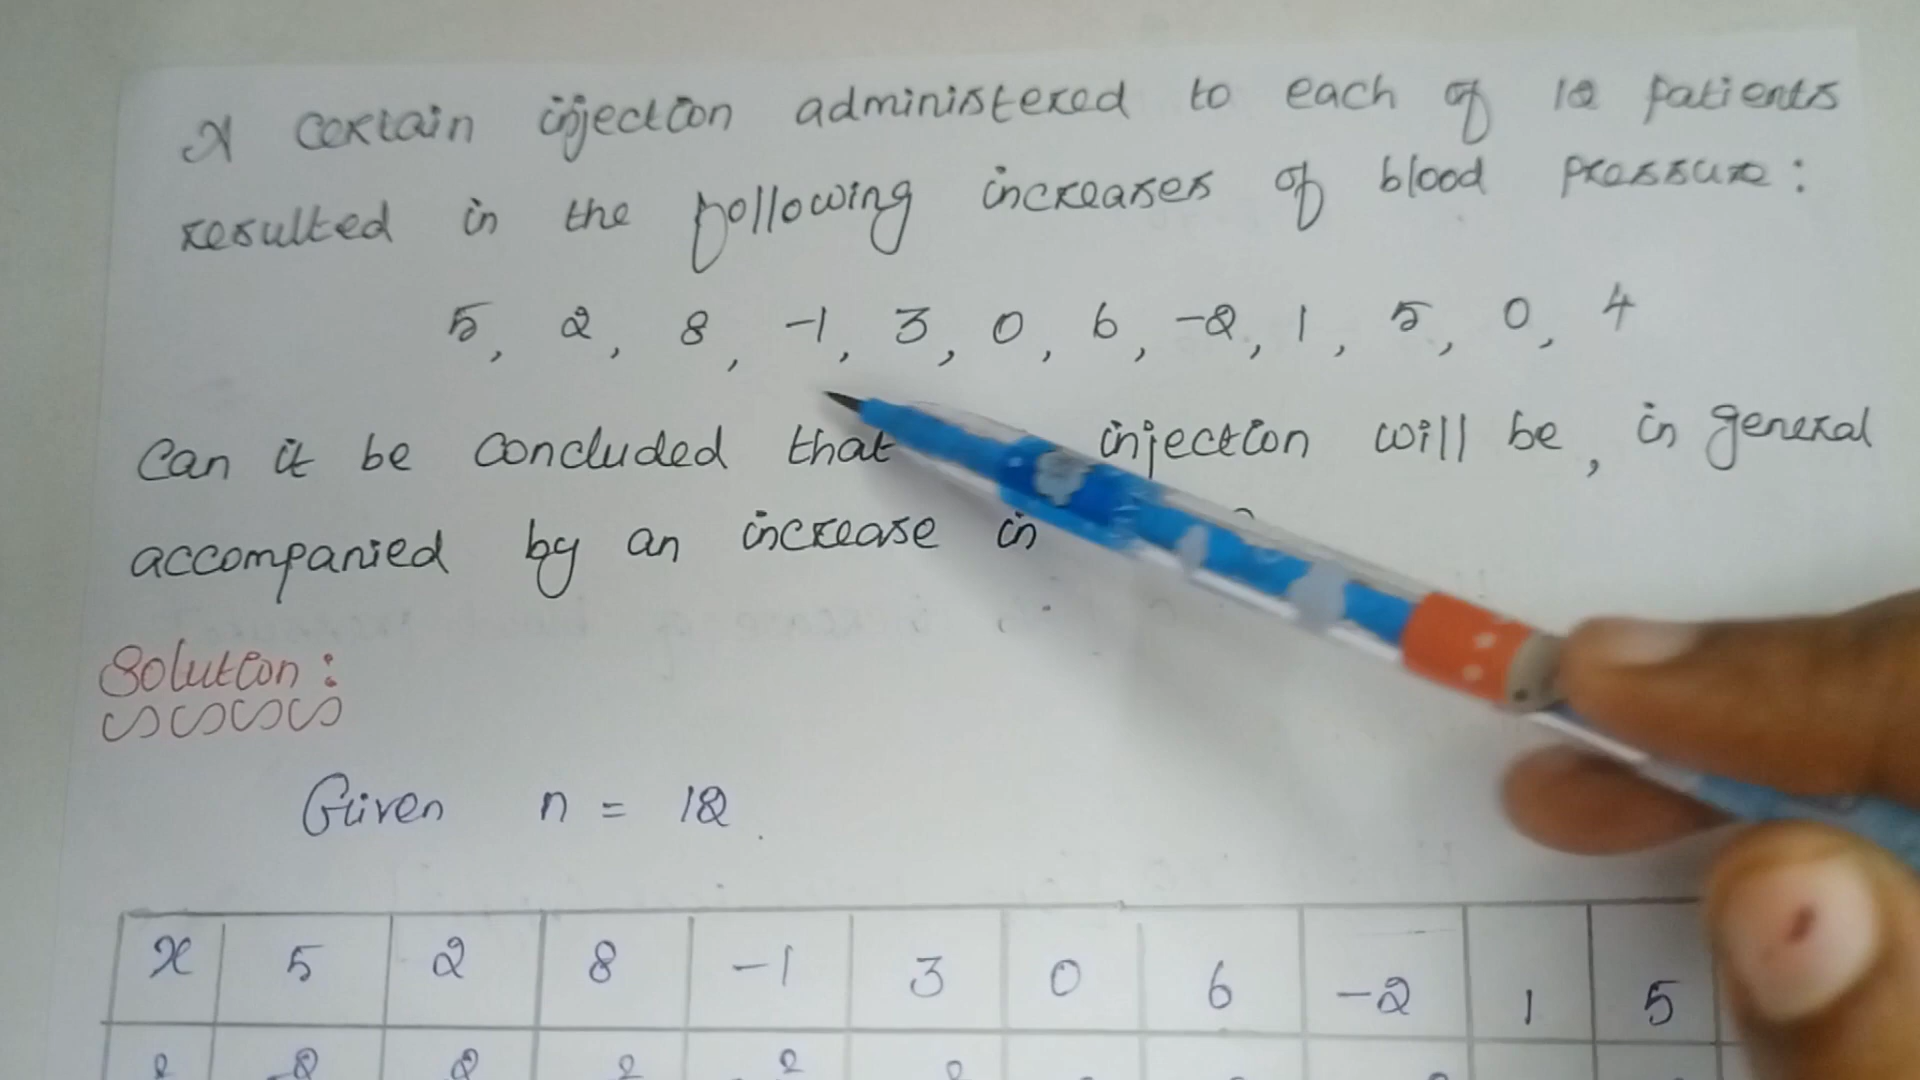 A certain injection administered to each of 12 patients
resulted in the following increases of blood pressure:
5, 2, 8, -1, 3, 0, 6, -2, 1, 5, 0, 4
Can it be concluded that injection will be, in general
accompanied by an increase in
Solution:
Given n = 12.
x 5 2 8 -1 3 0 6 -2 1 5